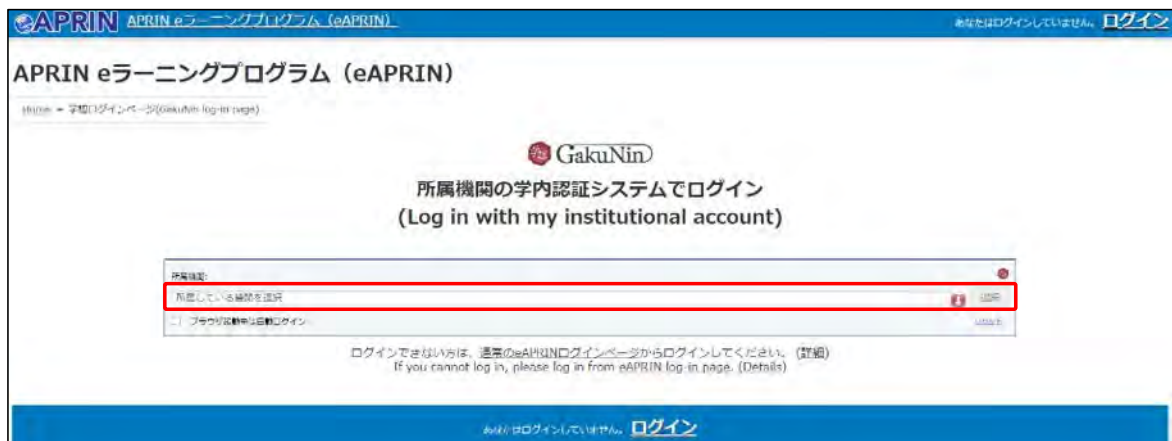 eAPRIN APRIN eラーニングプログラム (eAPRIN) あなたはログインしていません。 ログイン
APRIN eラーニングプログラム（eAPRIN）
Home 学認ログインページ(GakuNin log-in page)
GakuNin
所属機関の学内認証システムでログイン
(Log in with my institutional account)
所属機関:
所属している機関を選択 選択
ブラウザ起動中は自動ログイン
ログインできない方は、通常のeAPRINログインページからログインしてください。 (詳細)
If you cannot log in, please log in from eAPRIN log-in page. (Details)
あなたはログインしていません。 ログイン